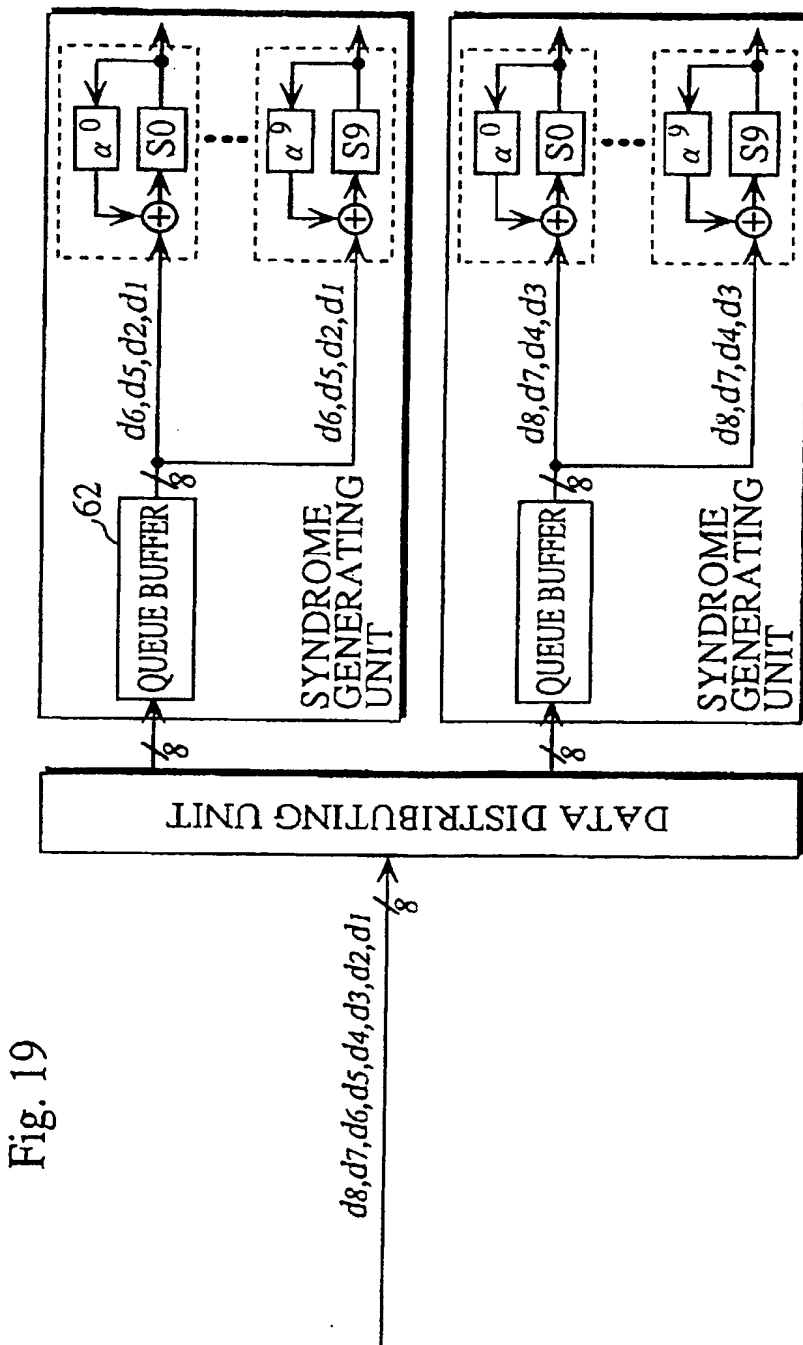 Fig. 19
d8,d7,d6,d5,d4,d3,d2,d1
8
DATA DISTRIBUTING UNIT
8
QUEUE BUFFER
62
8
SYNDROME
GENERATING
UNIT
d6,d5,d2,d1
α0
S0
d6,d5,d2,d1
α9
S9
8
QUEUE BUFFER
8
SYNDROME
GENERATING
UNIT
d8,d7,d4,d3
α0
S0
d8,d7,d4,d3
α9
S9